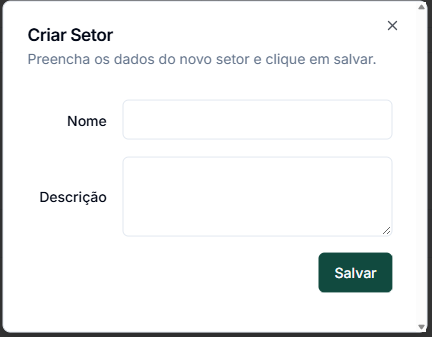 Criar Setor
Preencha os dados do novo setor e clique em salvar.
Nome
Descrição
Salvar